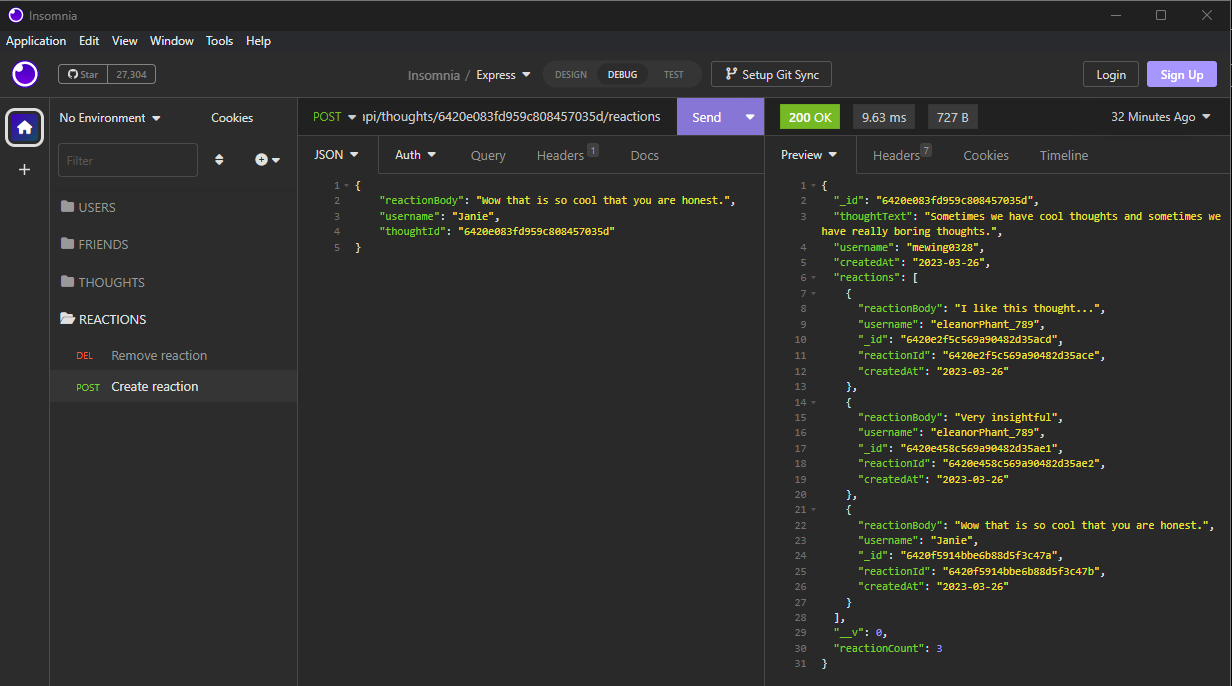 Insomnia
Application Edit View Window Tools Help
Star 27,304 Insomnia / Express DESIGN DEBUG TEST Setup Git Sync Login Sign Up
No Environment Cookies
Filter
USERS
FRIENDS
THOUGHTS
REACTIONS
DEL Remove reaction
POST Create reaction
POST ıpi/thoughts/6420e083fd959c808457035d/reactions Send
JSON Auth Query Headers 1 Docs
1 {
2 "reactionBody": "Wow that is so cool that you are honest.",
3 "username": "Janie",
4 "thoughtId": "6420e083fd959c808457035d"
5 }
200 OK 9.63 ms 727 B 32 Minutes Ago
Preview Headers 7 Cookies Timeline
1 {
2 "_id": "6420e083fd959c808457035d",
3 "thoughtText": "Sometimes we have cool thoughts and sometimes we
have really boring thoughts.",
4 "username": "mewing0328",
5 "createdAt": "2023-03-26",
6 "reactions": [
7 {
8 "reactionBody": "I like this thought...",
9 "username": "eleanorPhant_789",
10 "_id": "6420e2f5c569a90482d35acd",
11 "reactionId": "6420e2f5c569a90482d35ace",
12 "createdAt": "2023-03-26"
13 },
14 {
15 "reactionBody": "Very insightful",
16 "username": "eleanorPhant_789",
17 "_id": "6420e458c569a90482d35ae1",
18 "reactionId": "6420e458c569a90482d35ae2",
19 "createdAt": "2023-03-26"
20 },
21 {
22 "reactionBody": "Wow that is so cool that you are honest.",
23 "username": "Janie",
24 "_id": "6420f5914bbe6b88d5f3c47a",
25 "reactionId": "6420f5914bbe6b88d5f3c47b",
26 "createdAt": "2023-03-26"
27 }
28 ],
29 "__v": 0,
30 "reactionCount": 3
31 }